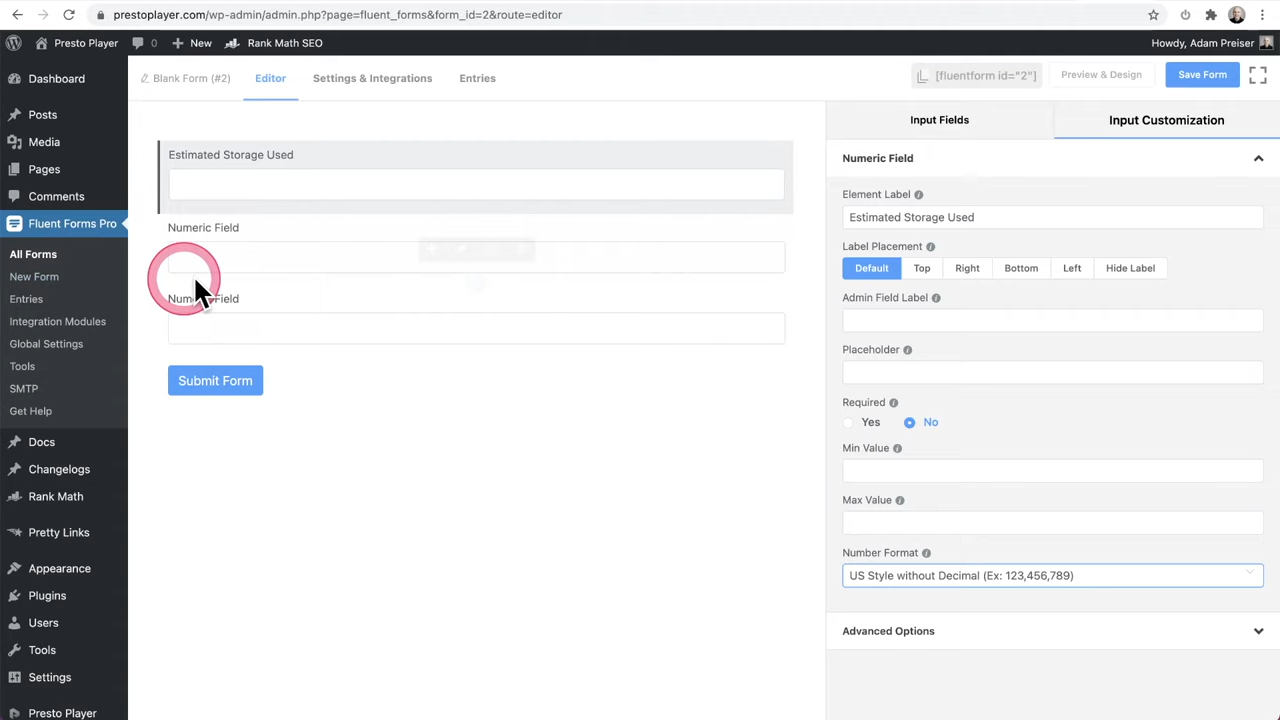 prestoplayer.com/wp-admin/admin.php?page=fluent_forms&form_id=2&route=editor
Presto Player
0
New
Rank Math SEO
Howdy, Adam Preiser
Dashboard
Posts
Media
Pages
Comments
Fluent Forms Pro
All Forms
New Form
Entries
Integration Modules
Global Settings
Tools
SMTP
Get Help
Docs
Changelogs
Rank Math
Pretty Links
Appearance
Plugins
Users
Tools
Settings
Presto Player
Blank Form (#2)
Editor
Settings & Integrations
Entries
[fluentform id="2"]
Preview & Design
Save Form
Estimated Storage Used
Numeric Field
Numeric Field
Submit Form
Input Fields
Input Customization
Numeric Field
Element Label
Estimated Storage Used
Label Placement
Default
Top
Right
Bottom
Left
Hide Label
Admin Field Label
Placeholder
Required
Yes
No
Min Value
Max Value
Number Format
US Style without Decimal (Ex: 123,456,789)
Advanced Options